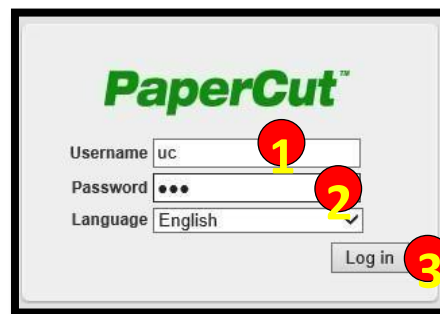 PaperCut™
Username uc 1
Password ●●● 2
Language English
Log in 3